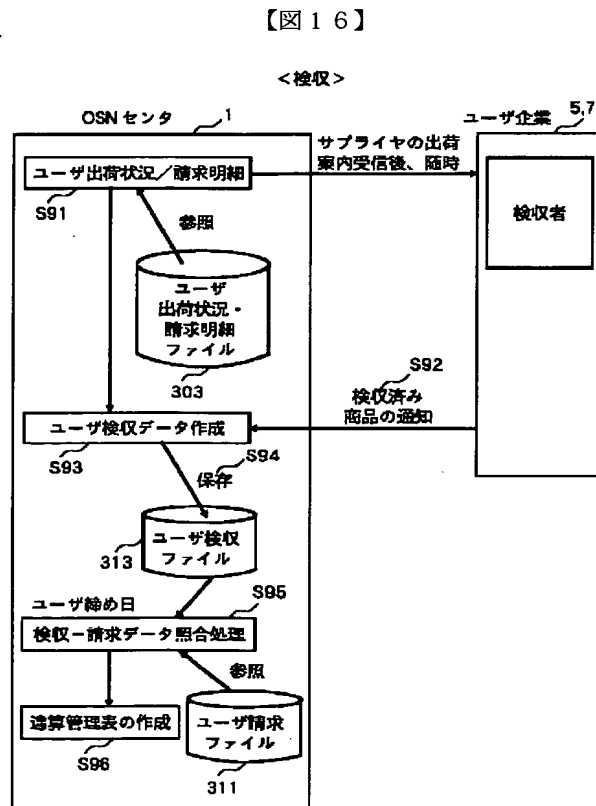 【図16】
<検収>
OSNセンタ
1
ユーザ企業
5,7
サプライヤの出荷
案内受信後、随時
ユーザ出荷状況/請求明細
S91
検収者
参照
ユーザ
出荷状況・
請求明細
ファイル
303
S92
検収済み
商品の通知
ユーザ検収データ作成
S93
S94
保存
ユーザ検収
ファイル
313
ユーザ締め日
S95
検収-請求データ照合処理
参照
算管理表の作成
S96
ユーザ請求
ファイル
311